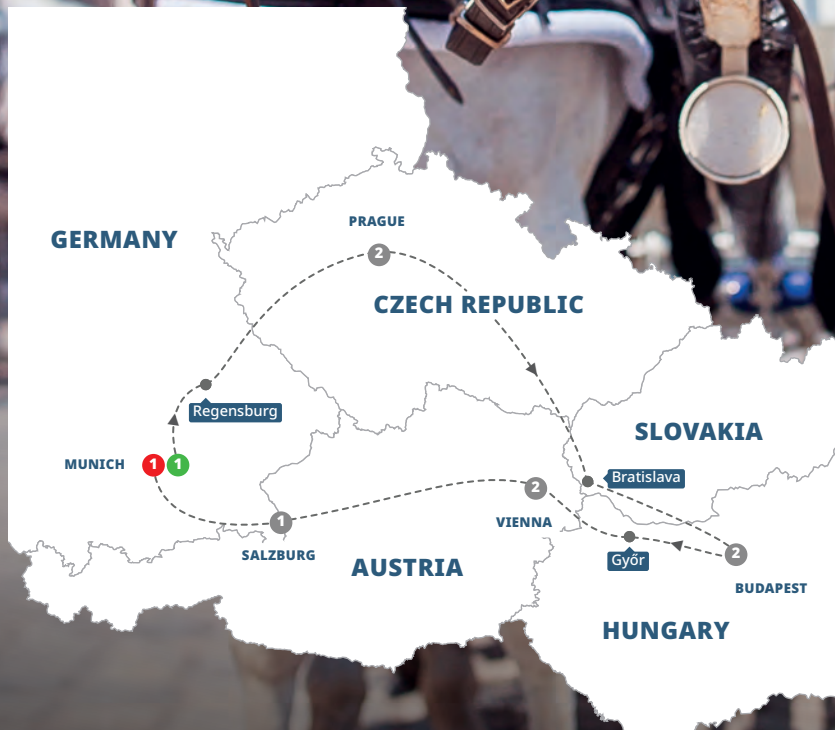 PRAGUE
2
GERMANY
CZECH REPUBLIC
Regensburg
SLOVAKIA
MUNICH 1 1
Bratislava
2
VIENNA
1
SALZBURG
Győr
2
BUDAPEST
AUSTRIA
HUNGARY